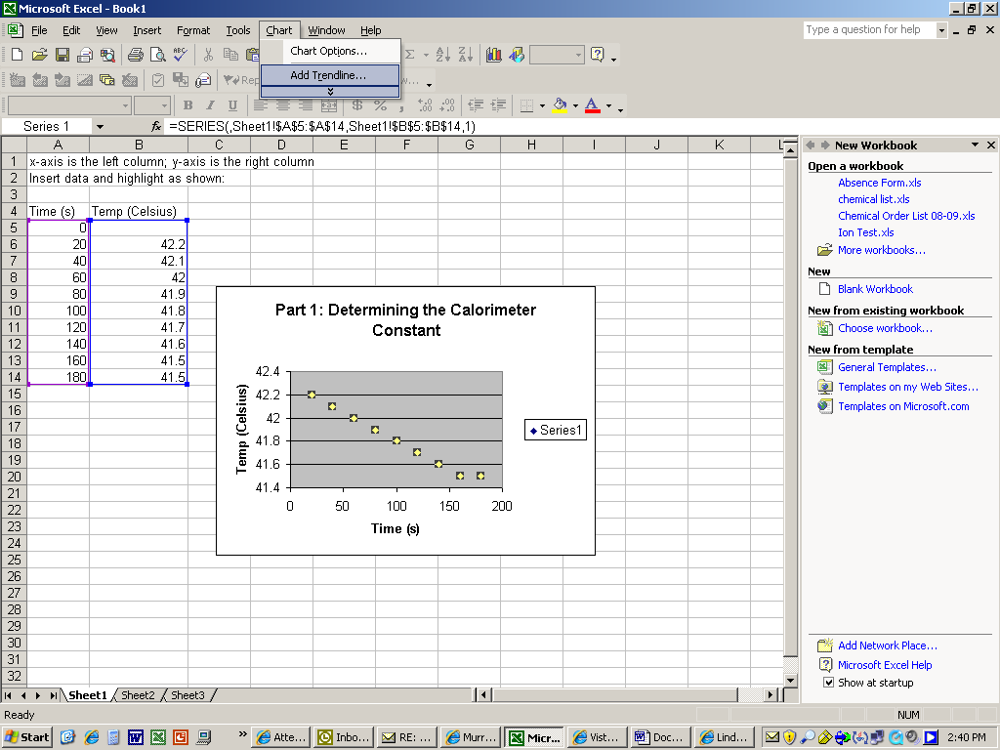 Microsoft Excel - Book1
File Edit View Insert Format Tools Chart Window Help
Type a question for help
Chart Options...
Add Trendline...
Series 1 fx =SERIES(,Sheet1!$A$5:$A$14,Sheet1!$B$5:$B$14,1)
A B C D E F G H I J K L
1 x-axis is the left column; y-axis is the right column
2 Insert data and highlight as shown:
3
4 Time (s) Temp (Celsius)
5 0
6 20 42.2
7 40 42.1
8 60 42
9 80 41.9
10 100 41.8
11 120 41.7
12 140 41.6
13 160 41.5
14 180 41.5
15
16
17
18
19
20
21
22
23
24
25
26
27
28
29
30
31
32
Part 1: Determining the Calorimeter
Constant
Temp (Celsius)
42.4
42.2
42
41.8
41.6
41.4
0 50 100 150 200
Time (s)
Series1
New Workbook
Open a workbook
Absence Form.xls
chemical list.xls
Chemical Order List 08-09.xls
Ion Test.xls
More workbooks...
New
Blank Workbook
New from existing workbook
Choose workbook...
New from template
General Templates...
Templates on my Web Sites...
Templates on Microsoft.com
Add Network Place...
Microsoft Excel Help
Show at startup
Sheet1 Sheet2 Sheet3
Ready NUM
Start Atte... Inbo... RE: ... Murr... Micr... Vist... Doc... Lind... 2:40 PM